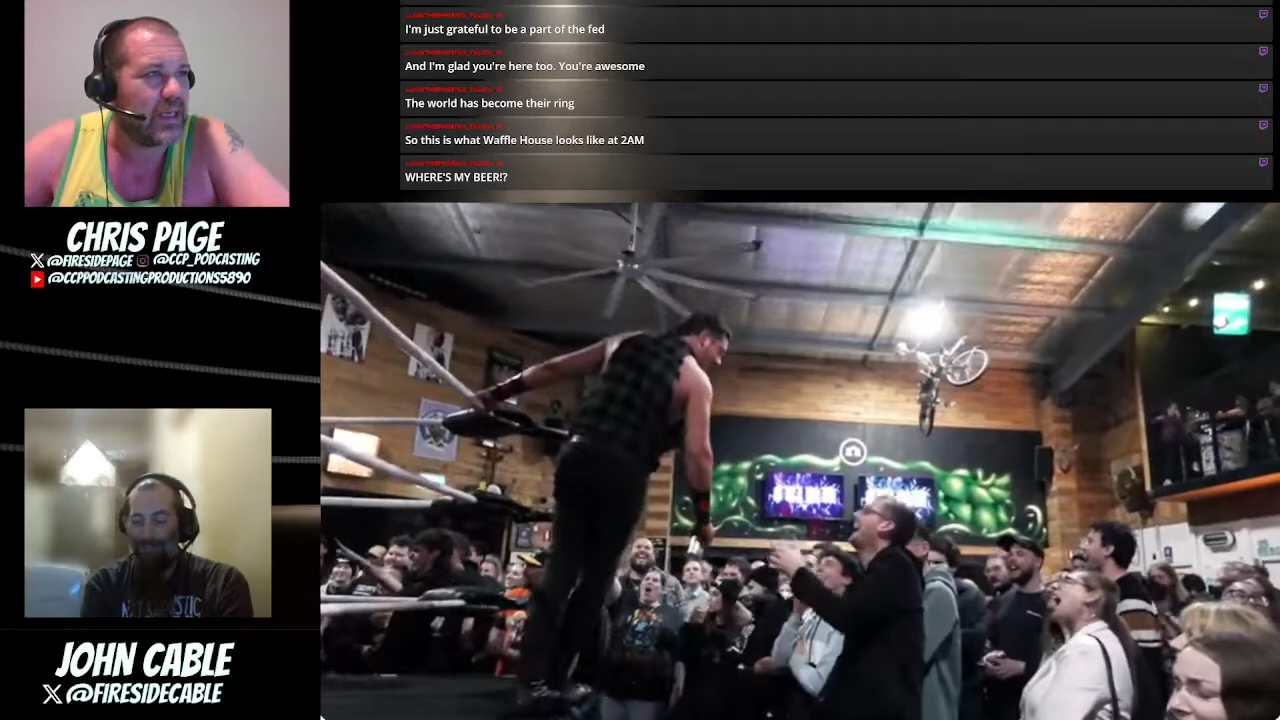 I'm just grateful to be a part of the fed
And I'm glad you're here too. You're awesome
The world has become their ring
So this is what Waffle House looks like at 2AM
WHERE'S MY BEER!?
CHRIS PAGE
@FIRESIDEPAGE @CCP_PODCASTING
@CCPPODCASTINGPRODUCTIONS5890
JOHN CABLE
@FIRESIDECABLE